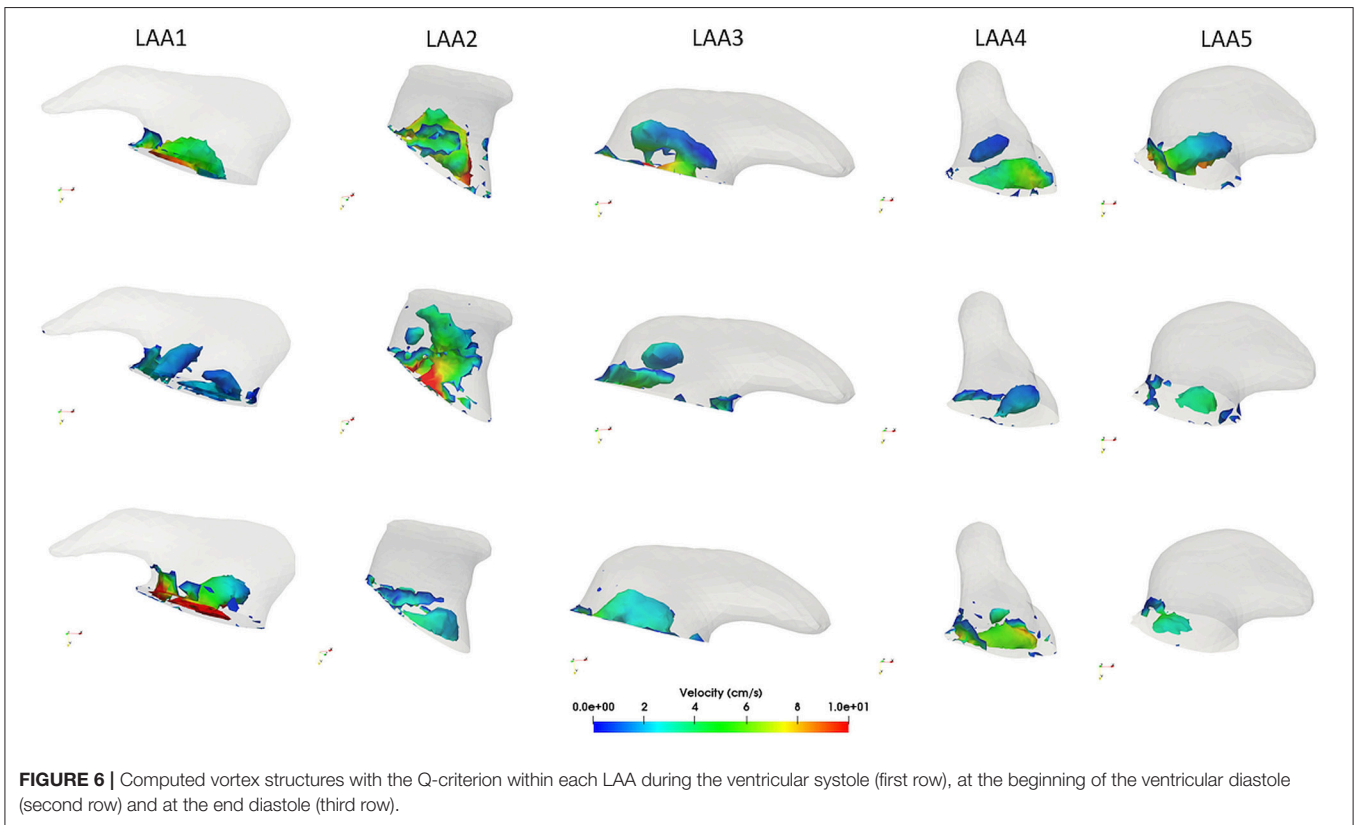 LAA1 LAA2 LAA3 LAA4 LAA5
Velocity (cm/s)
0.0e+00 2 4 6 8 1.0e+01
FIGURE 6 | Computed vortex structures with the Q-criterion within each LAA during the ventricular systole (first row), at the beginning of the ventricular diastole
(second row) and at the end diastole (third row).